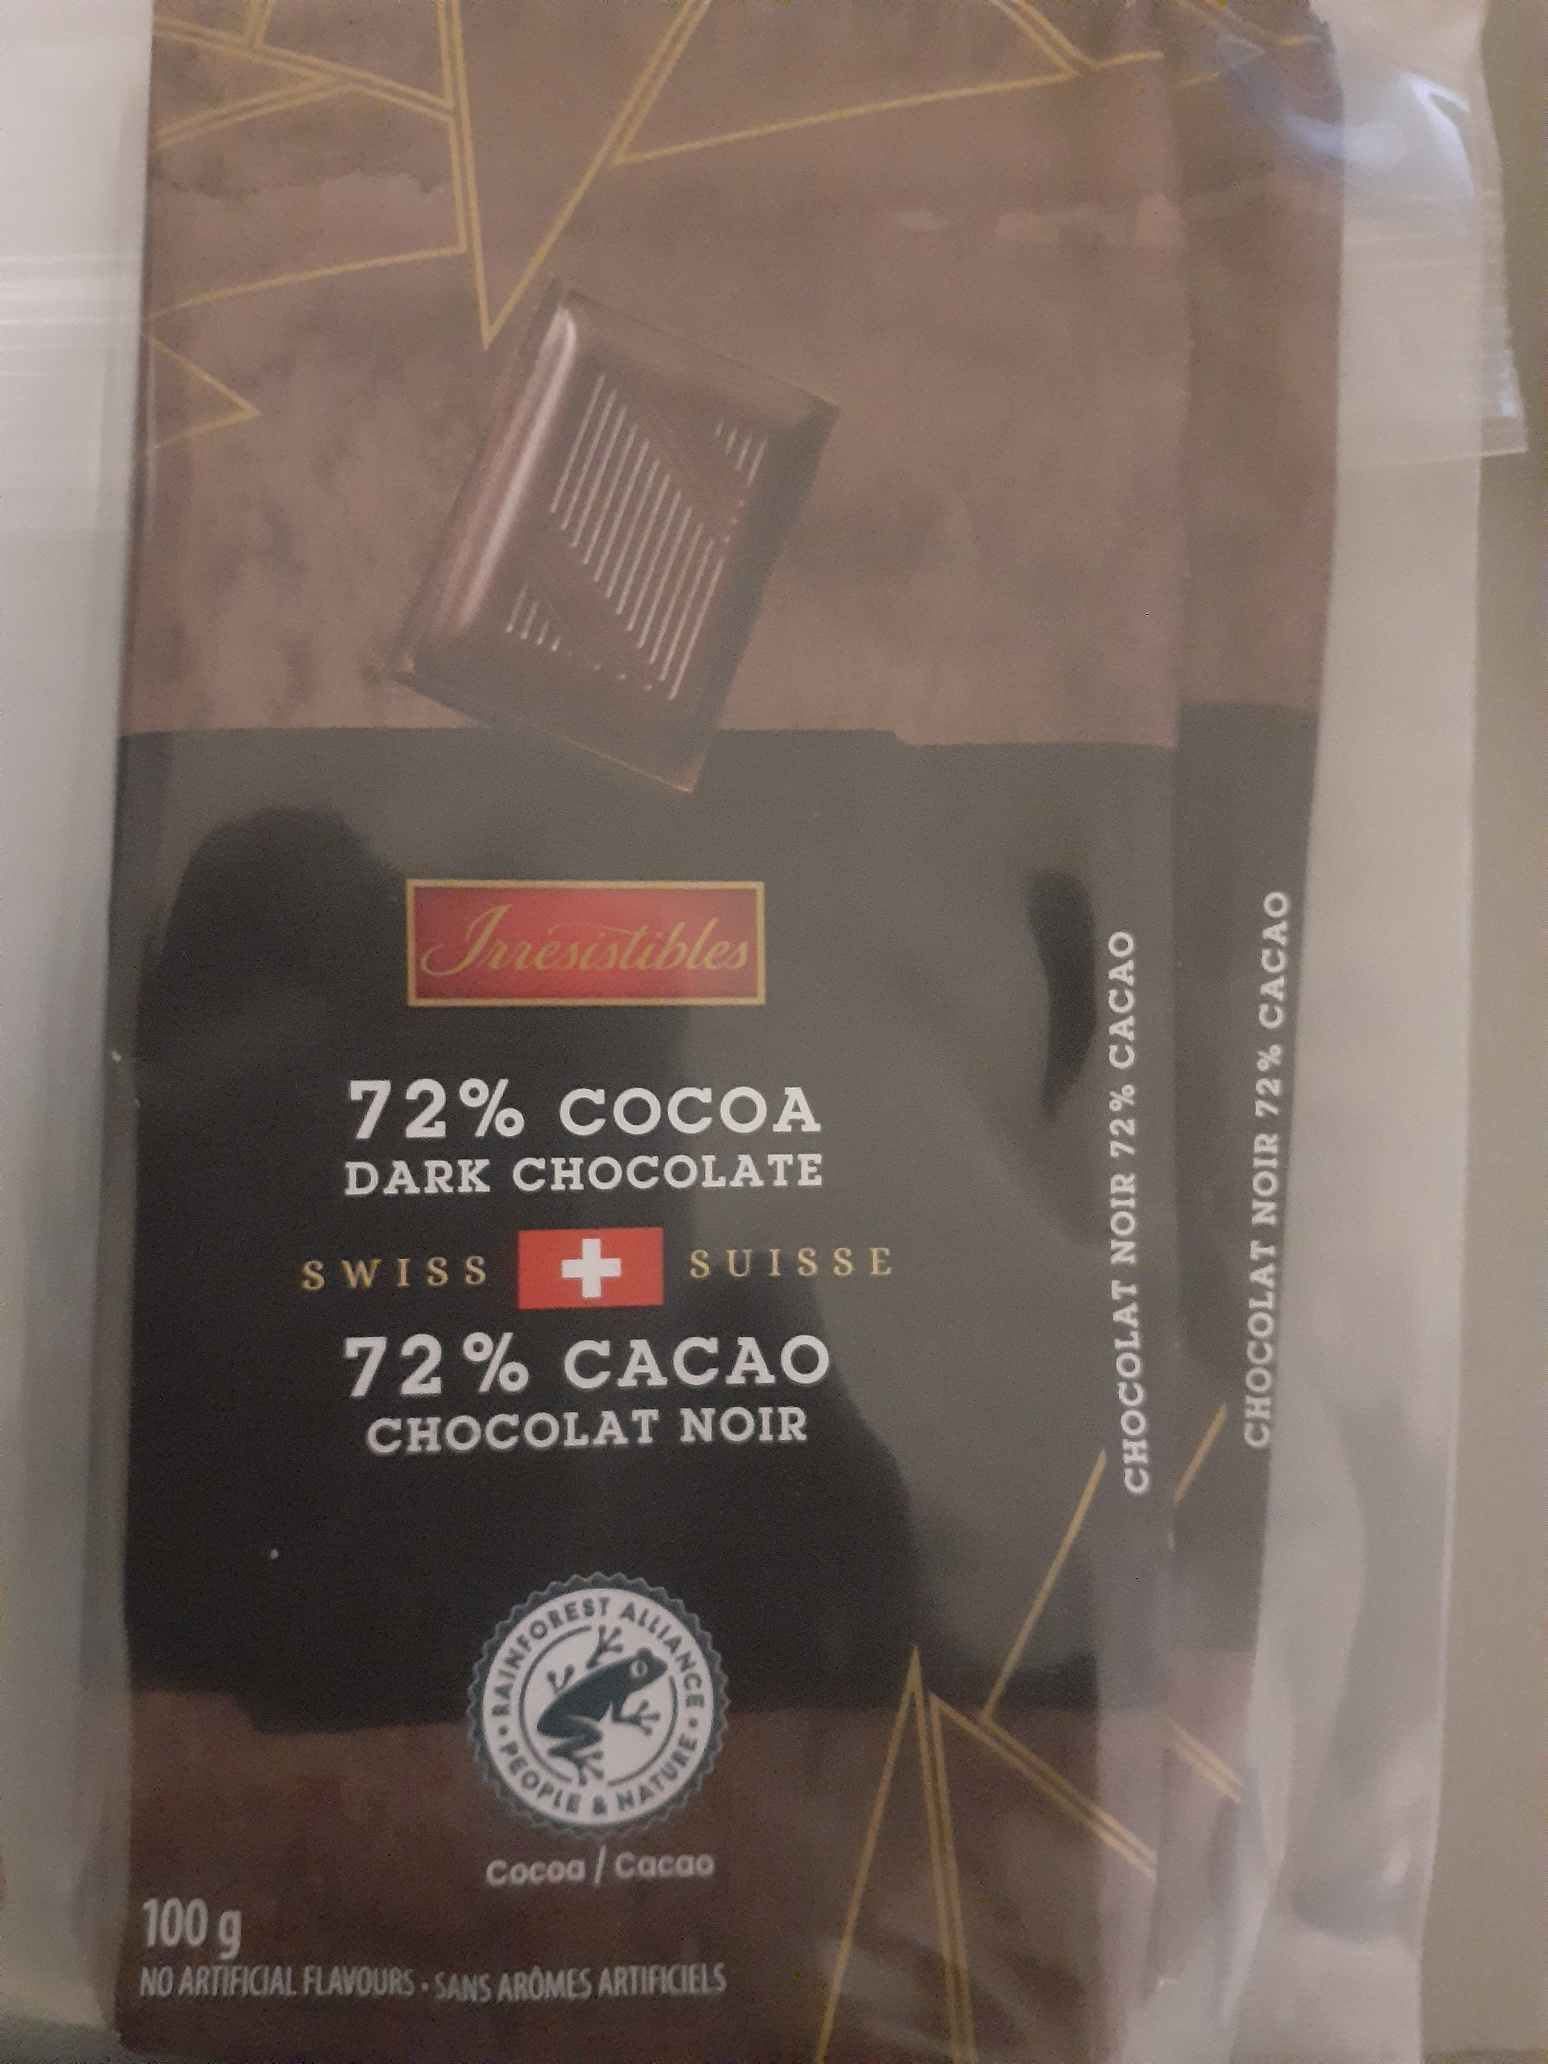 Irresistibles
72% COCOA
DARK CHOCOLATE
SWISS SUISSE
72% CACAO
CHOCOLAT NOIR
RAINFOREST ALLIANCE
• PEOPLE & NATURE •
Cocoa / Cacao
100 g
NO ARTIFICIAL FLAVOURS • SANS ARÔMES ARTIFICIELS
CHOCOLAT NOIR 72% CACAO
CHOCOLAT NOIR 72% CACAO